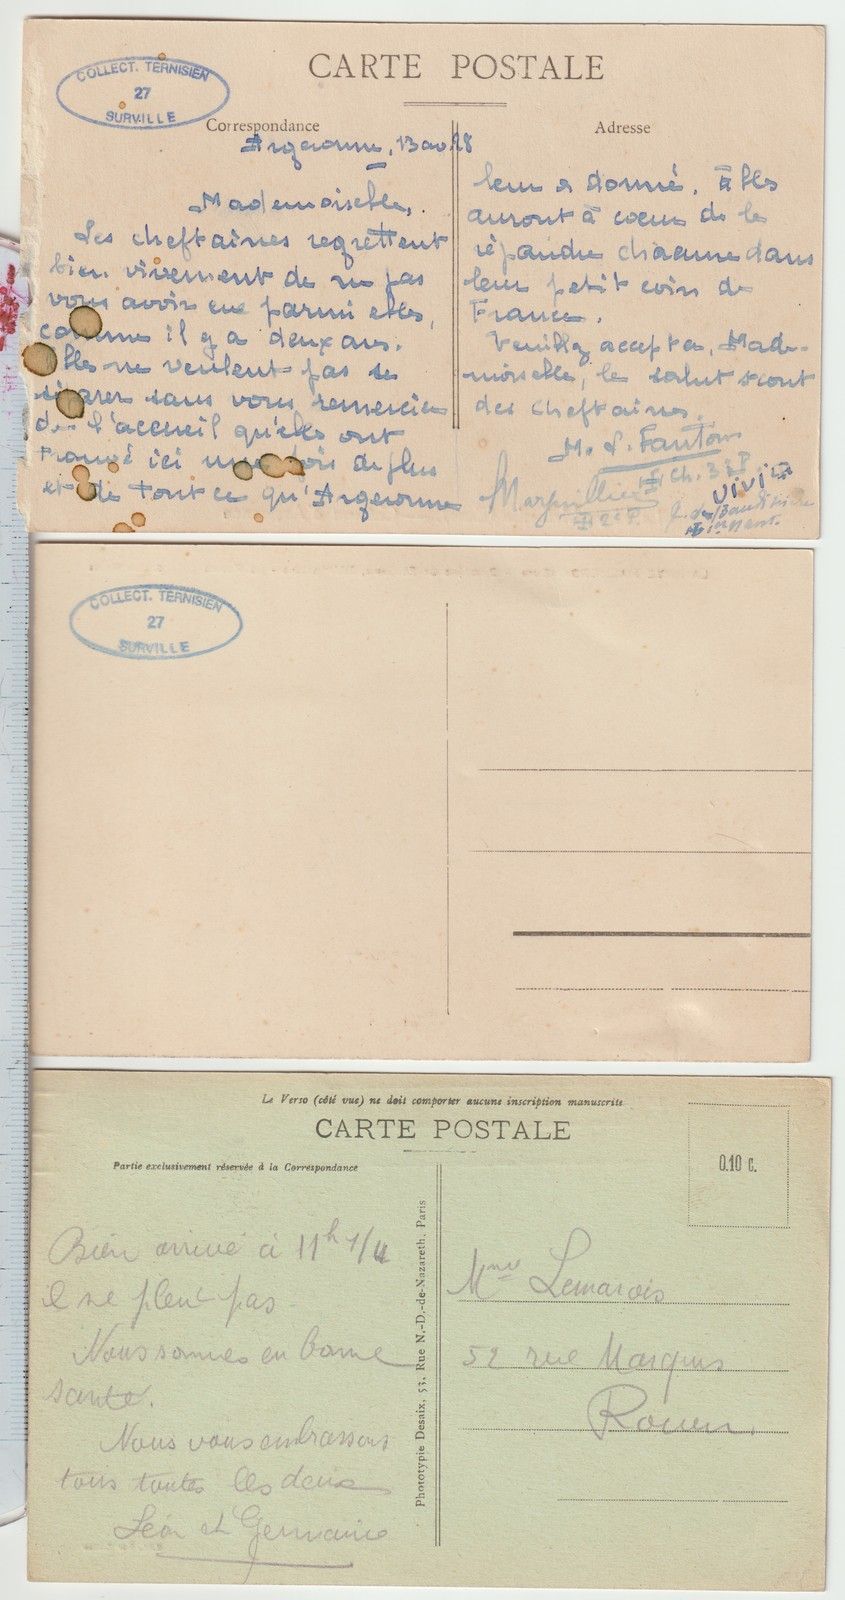 COLLECT. TERNISIEN
27
SURVILLE
CARTE POSTALE
Correspondance
Adresse
Argeronne, 13 av. 28
Mademoiselle,
Les cheftaines regrettent
bien vivement de ne pas
vous avoir eue parmi elles,
comme il y a deux ans.
Elles ne veulent pas se
séparer sans vous remercier
de l'accueil qu'elles ont
trouvé ici une fois de plus
et de tout ce qu'Argeronne
leur a donné. Elles
auront à coeur de le
répandre chacune dans
leur petit coin de
France.
Veuillez accepter, Made-
moiselle, le salut scout
des cheftaines.
M. L. Fantom
Ch. 3
COLLECT. TERNISIEN
27
SURVILLE
Le Verso (côté vue) ne doit comporter aucune inscription manuscrite
CARTE POSTALE
Partie exclusivement réservée à la Correspondance
0.10 c.
Bien arrivé à 11h 1/4
il ne pleut pas
Nous sommes en bonne
santé.
Nous vous embrassons
tous toutes les deux
Léon et Germaine
Phototypie Desaix, 53, Rue N.-D.-de-Nazareth, Paris
Mme Lemarois
52 rue Marquis
Rouen.